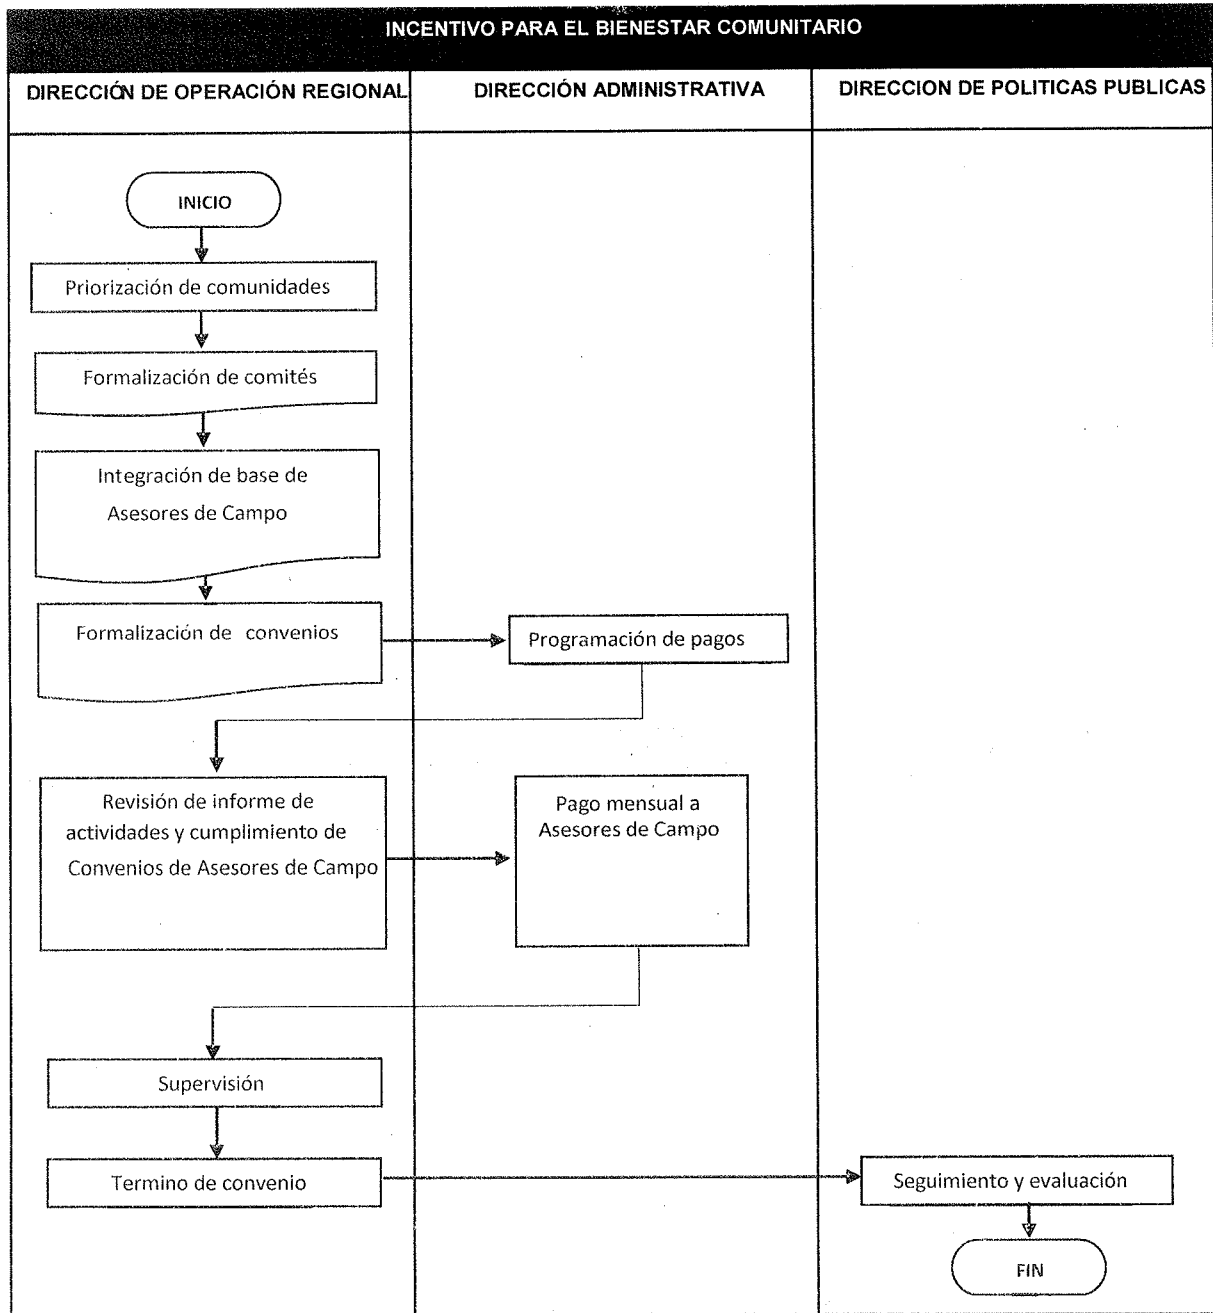 INCENTIVO PARA EL BIENESTAR COMUNITARIO
DIRECCIÓN DE OPERACIÓN REGIONAL
DIRECCIÓN ADMINISTRATIVA
DIRECCION DE POLITICAS PUBLICAS
INICIO
Priorización de comunidades
Formalización de comités
Integración de base de
Asesores de Campo
Formalización de convenios
Programación de pagos
Revisión de informe de
actividades y cumplimiento de
Convenios de Asesores de Campo
Pago mensual a
Asesores de Campo
Supervisión
Termino de convenio
Seguimiento y evaluación
FIN